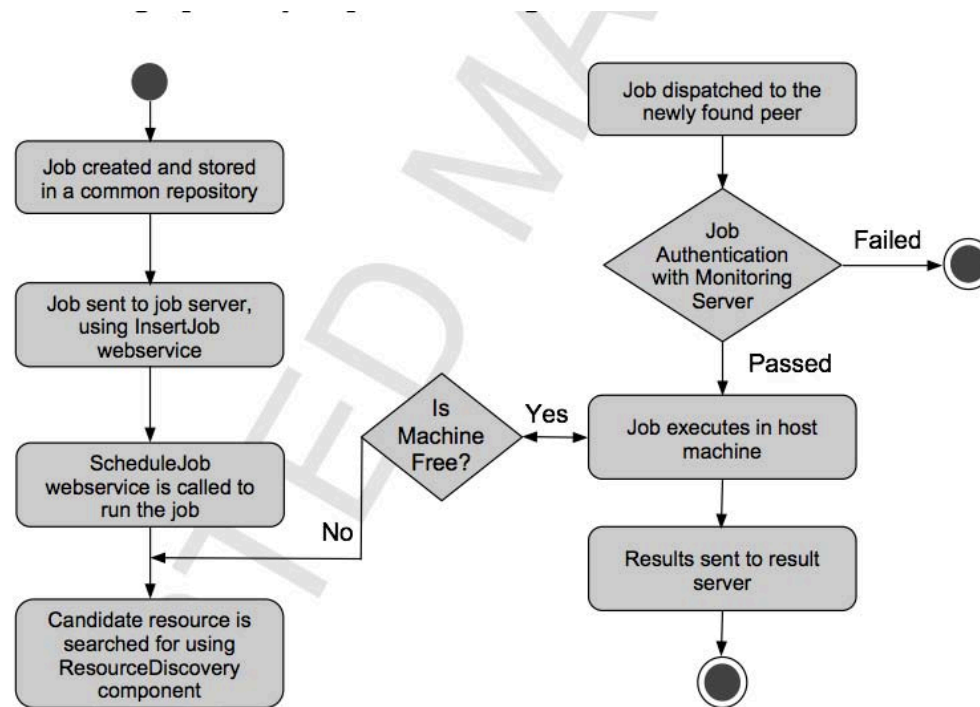 Job created and stored
in a common repository
Job sent to job server,
using InsertJob
webservice
ScheduleJob
webservice is called to
run the job
Candidate resource is
searched for using
ResourceDiscovery
component
No
Is
Machine
Free?
Yes
Job dispatched to the
newly found peer
Job
Authentication
with Monitoring
Server
Failed
Passed
Job executes in host
machine
Results sent to result
server